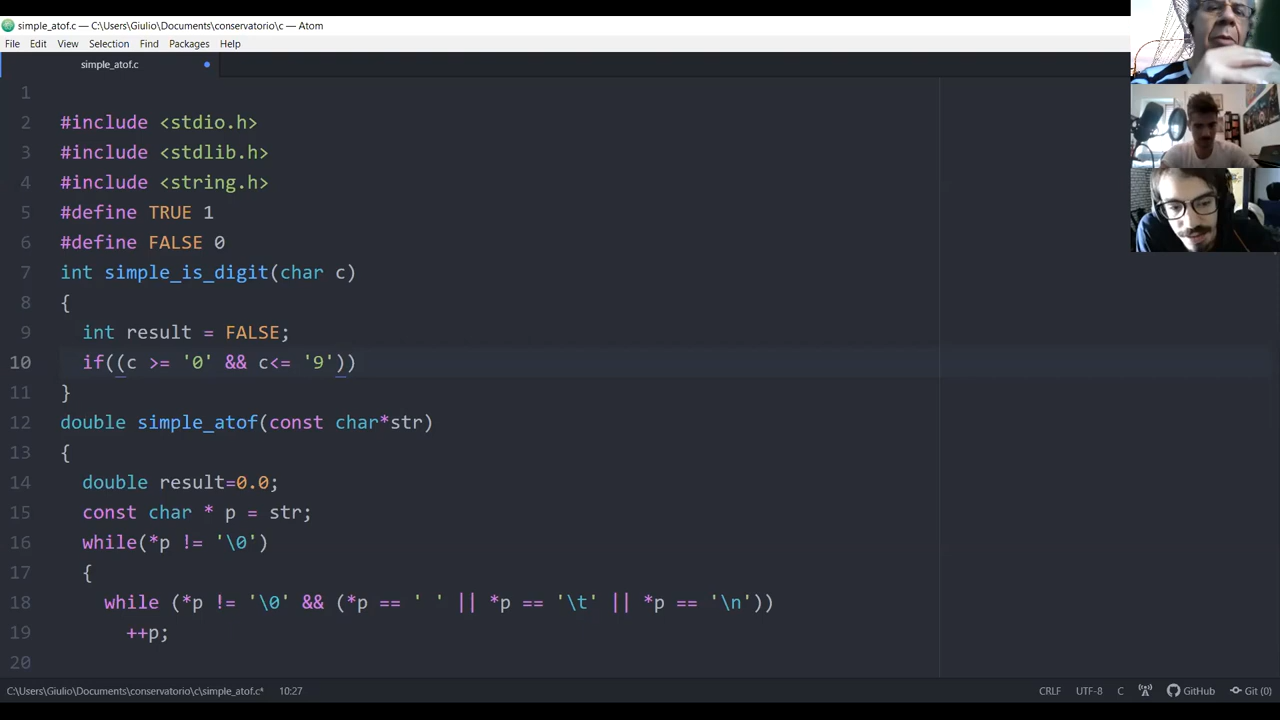 simple_atof.c — C:\Users\Giulio\Documents\conservatorio\c — Atom
File Edit View Selection Find Packages Help
simple_atof.c
1
2 #include <stdio.h>
3 #include <stdlib.h>
4 #include <string.h>
5 #define TRUE 1
6 #define FALSE 0
7 int simple_is_digit(char c)
8 {
9 int result = FALSE;
10 if((c >= '0' && c<= '9'))
11 }
12 double simple_atof(const char*str)
13 {
14 double result=0.0;
15 const char * p = str;
16 while(*p != '\0')
17 {
18 while (*p != '\0' && (*p == ' ' || *p == '\t' || *p == '\n'))
19 ++p;
20
C:\Users\Giulio\Documents\conservatorio\c\simple_atof.c* 10:27 CRLF UTF-8 C GitHub Git (0)